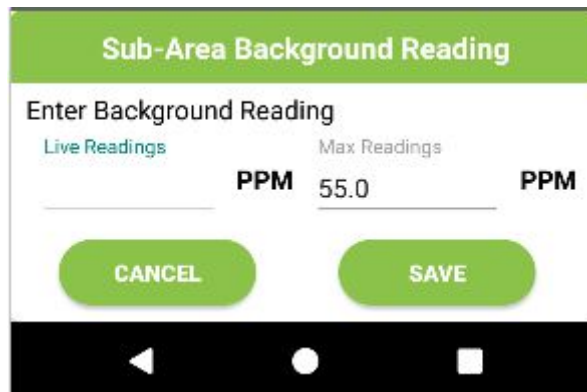 Sub-Area Background Reading
Enter Background Reading
Live Readings Max Readings
PPM 55.0 PPM
CANCEL SAVE